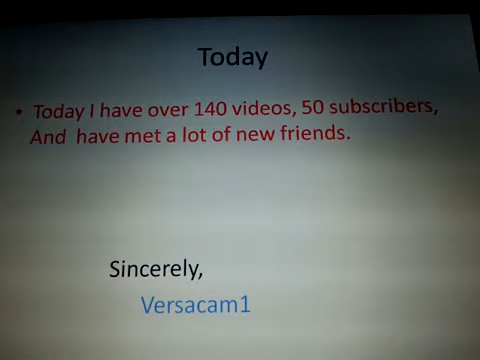 Today
• Today I have over 140 videos, 50 subscribers,
And have met a lot of new friends.
Sincerely,
Versacam1